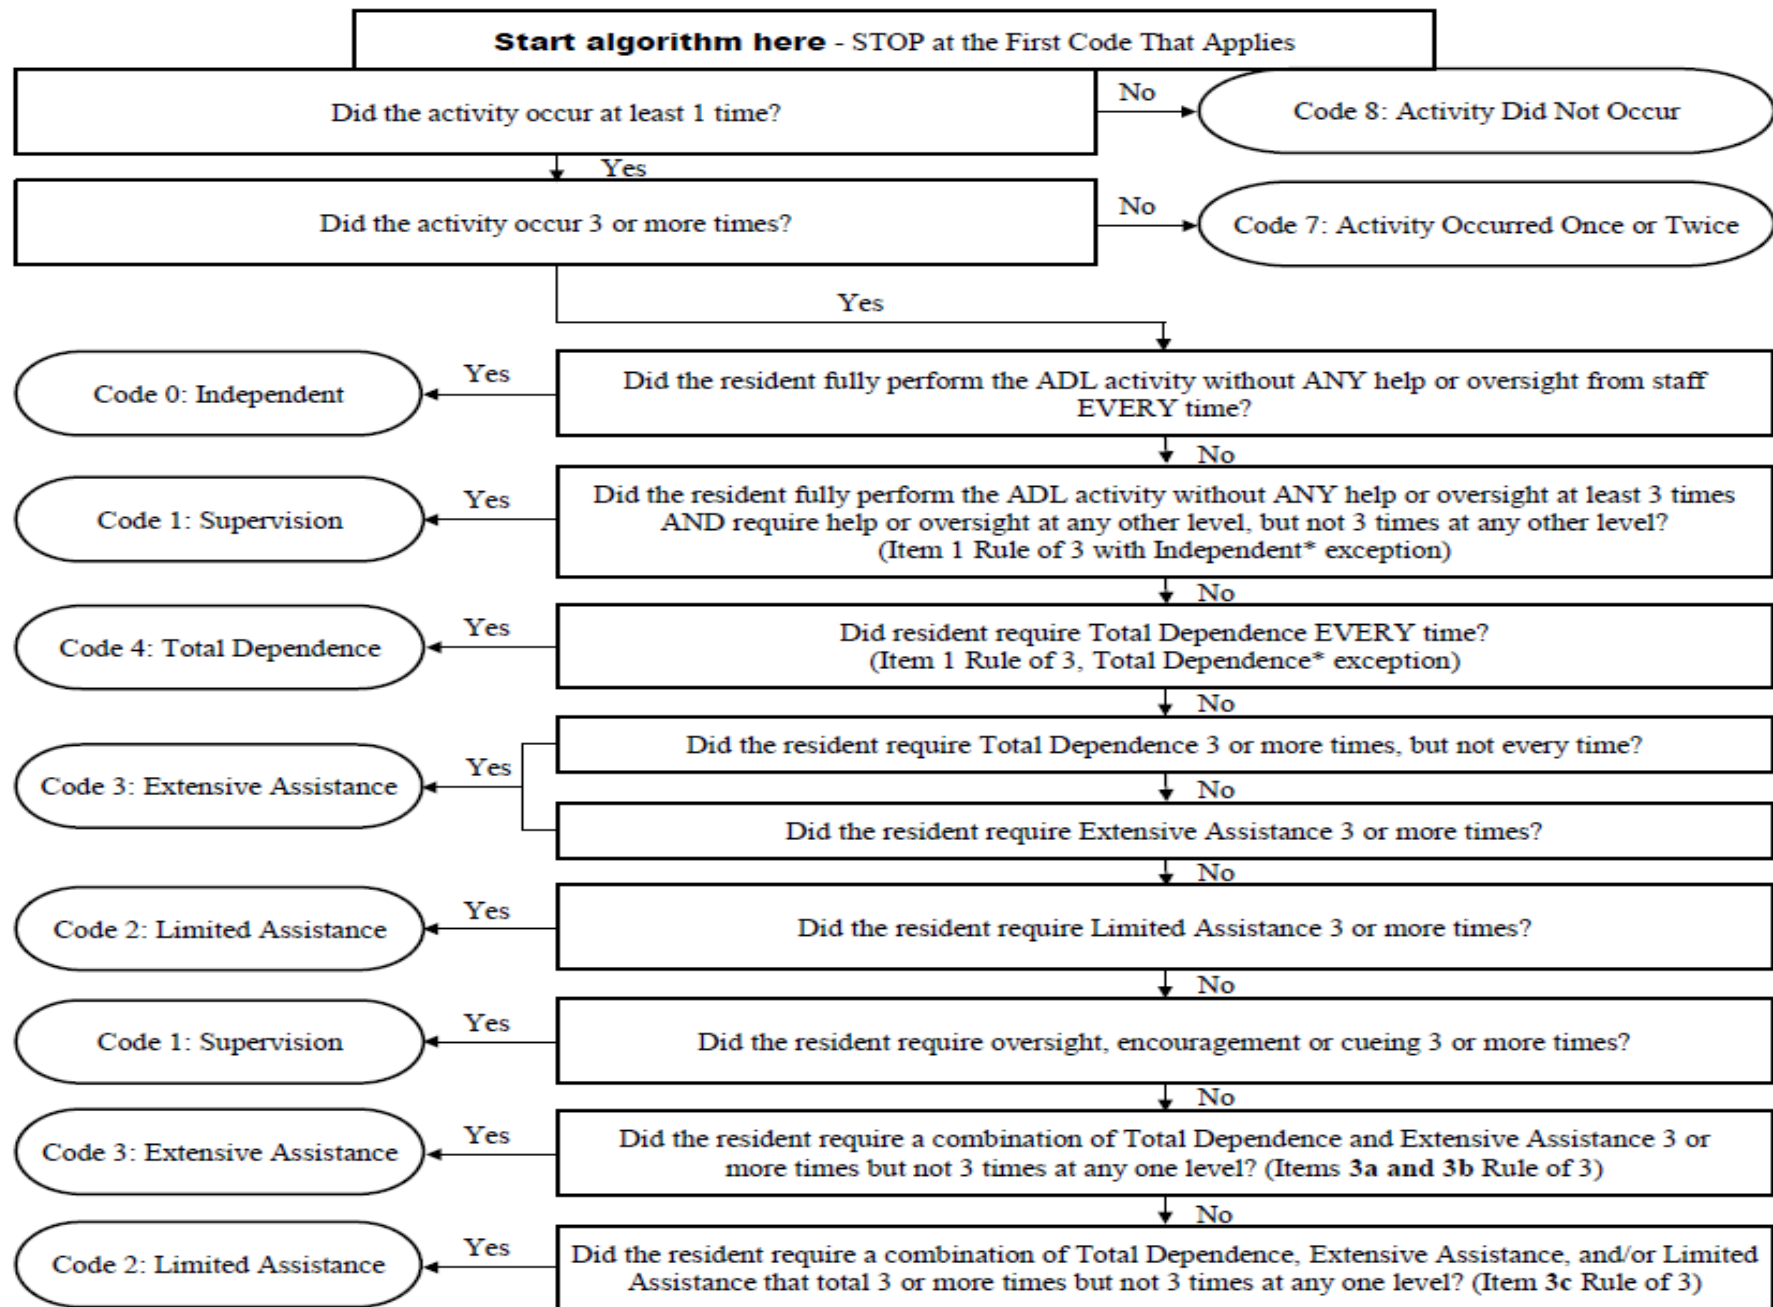 Start algorithm here - STOP at the First Code That Applies
Did the activity occur at least 1 time?
No
Code 8: Activity Did Not Occur
Yes
Did the activity occur 3 or more times?
No
Code 7: Activity Occurred Once or Twice
Yes
Code 0: Independent
Yes
Did the resident fully perform the ADL activity without ANY help or oversight from staff
EVERY time?
No
Code 1: Supervision
Yes
Did the resident fully perform the ADL activity without ANY help or oversight at least 3 times
AND require help or oversight at any other level, but not 3 times at any other level?
(Item 1 Rule of 3 with Independent* exception)
No
Code 4: Total Dependence
Yes
Did resident require Total Dependence EVERY time?
(Item 1 Rule of 3, Total Dependence* exception)
No
Did the resident require Total Dependence 3 or more times, but not every time?
Code 3: Extensive Assistance
Yes
No
Did the resident require Extensive Assistance 3 or more times?
No
Code 2: Limited Assistance
Yes
Did the resident require Limited Assistance 3 or more times?
No
Code 1: Supervision
Yes
Did the resident require oversight, encouragement or cueing 3 or more times?
No
Code 3: Extensive Assistance
Yes
Did the resident require a combination of Total Dependence and Extensive Assistance 3 or
more times but not 3 times at any one level? (Items 3a and 3b Rule of 3)
No
Code 2: Limited Assistance
Yes
Did the resident require a combination of Total Dependence, Extensive Assistance, and/or Limited
Assistance that total 3 or more times but not 3 times at any one level? (Item 3c Rule of 3)